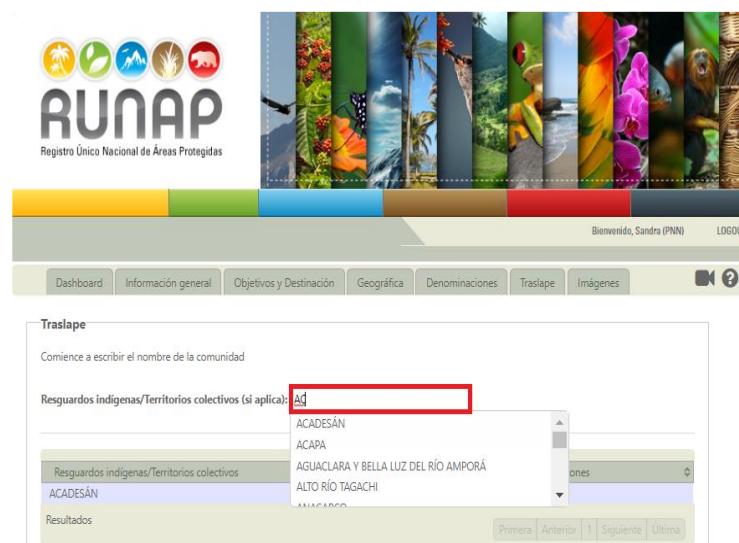 RUNAP
Registro Único Nacional de Áreas Protegidas
Bienvenido, Sandra (PNN) LOGOU
Dashboard Información general Objetivos y Destinación Geográfica Denominaciones Traslape Imágenes
Traslape
Comience a escribir el nombre de la comunidad
Resguardos indígenas/Territorios colectivos (si aplica): AC
ACADESÁN
ACAPA
AGUACLARA Y BELLA LUZ DEL RÍO AMPORÁ
ALTO RÍO TAGACHI
Resguardos indígenas/Territorios colectivos ones
ACADESÁN
Resultados
Primera Anterior 1 Siguiente Última